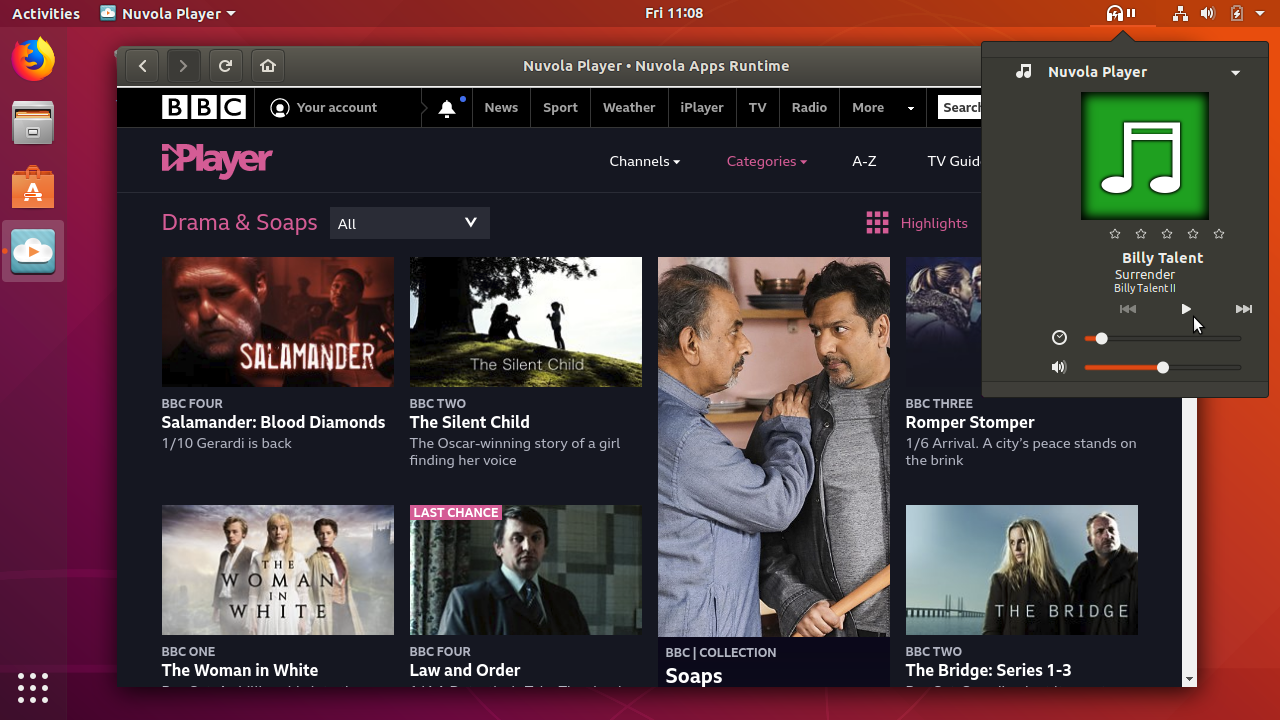 Activities
Nuvola Player
Fri 11:08
Nuvola Player • Nuvola Apps Runtime
BBC
Your account
News
Sport
Weather
iPlayer
TV
Radio
More
Search
iPlayer
Channels
Categories
A-Z
TV Guide
Drama & Soaps
All
Highlights
SALAMANDER
BBC FOUR
Salamander: Blood Diamonds
1/10 Gerardi is back
The Silent Child
BBC TWO
The Silent Child
The Oscar-winning story of a girl
finding her voice
BBC THREE
Romper Stomper
1/6 Arrival. A city's peace stands on
the brink
THE
WOMAN
IN
WHITE
BBC ONE
The Woman in White
LAST CHANCE
BBC FOUR
Law and Order
BBC | COLLECTION
Soaps
THE BRIDGE
BBC TWO
The Bridge: Series 1-3
Nuvola Player
Billy Talent
Surrender
Billy Talent II